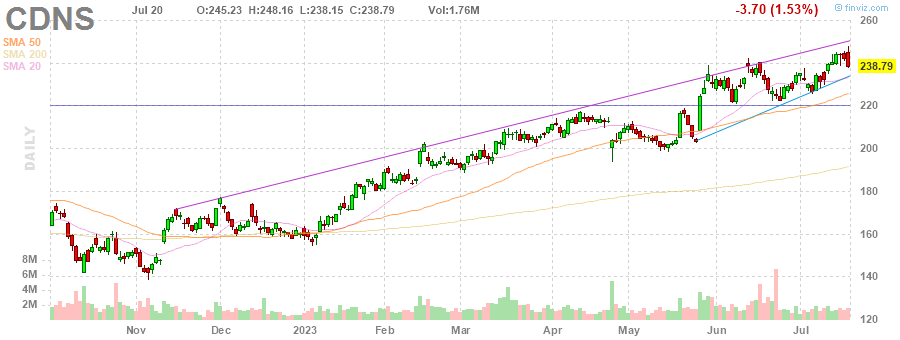 CDNS Jul 20 O:245.23 H:248.16 L:238.15 C:238.79 Vol:1.76M -3.70 (1.53%) © finviz.com
SMA 50
SMA 200
SMA 20
DAILY
260
238.79
220
200
180
160
140
120
8M
6M
4M
2M
Nov Dec 2023 Feb Mar Apr May Jun Jul